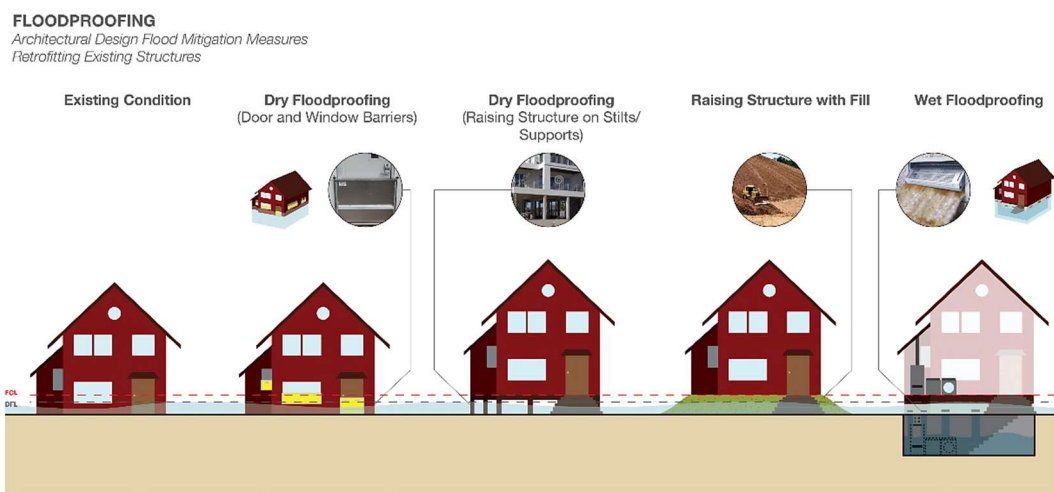 FLOODPROOFING
Architectural Design Flood Mitigation Measures
Retrofitting Existing Structures
Existing Condition
Dry Floodproofing
(Door and Window Barriers)
Dry Floodproofing
(Raising Structure on Stilts/
Supports)
Raising Structure with Fill
Wet Floodproofing
FCL
DFL